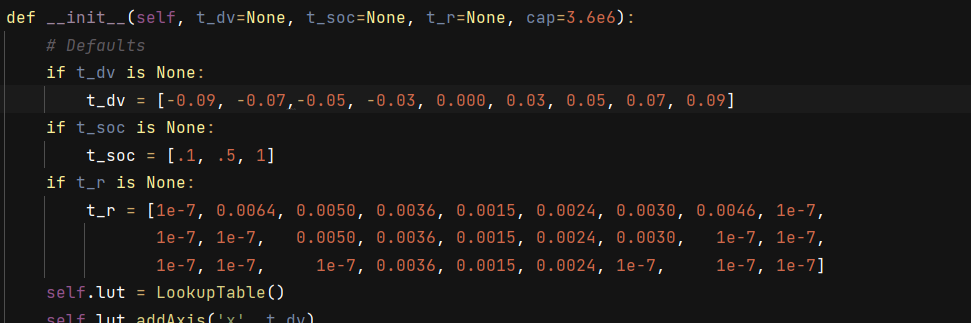 def __init__(self, t_dv=None, t_soc=None, t_r=None, cap=3.6e6):
    # Defaults
    if t_dv is None:
        t_dv = [-0.09, -0.07,-0.05, -0.03, 0.000, 0.03, 0.05, 0.07, 0.09]
    if t_soc is None:
        t_soc = [.1, .5, 1]
    if t_r is None:
        t_r = [1e-7, 0.0064, 0.0050, 0.0036, 0.0015, 0.0024, 0.0030, 0.0046, 1e-7,
               1e-7, 1e-7,   0.0050, 0.0036, 0.0015, 0.0024, 0.0030,   1e-7, 1e-7,
               1e-7, 1e-7,     1e-7, 0.0036, 0.0015, 0.0024, 1e-7,     1e-7, 1e-7]
    self.lut = LookupTable()
    self.lut.addAxis('x', t_dv)